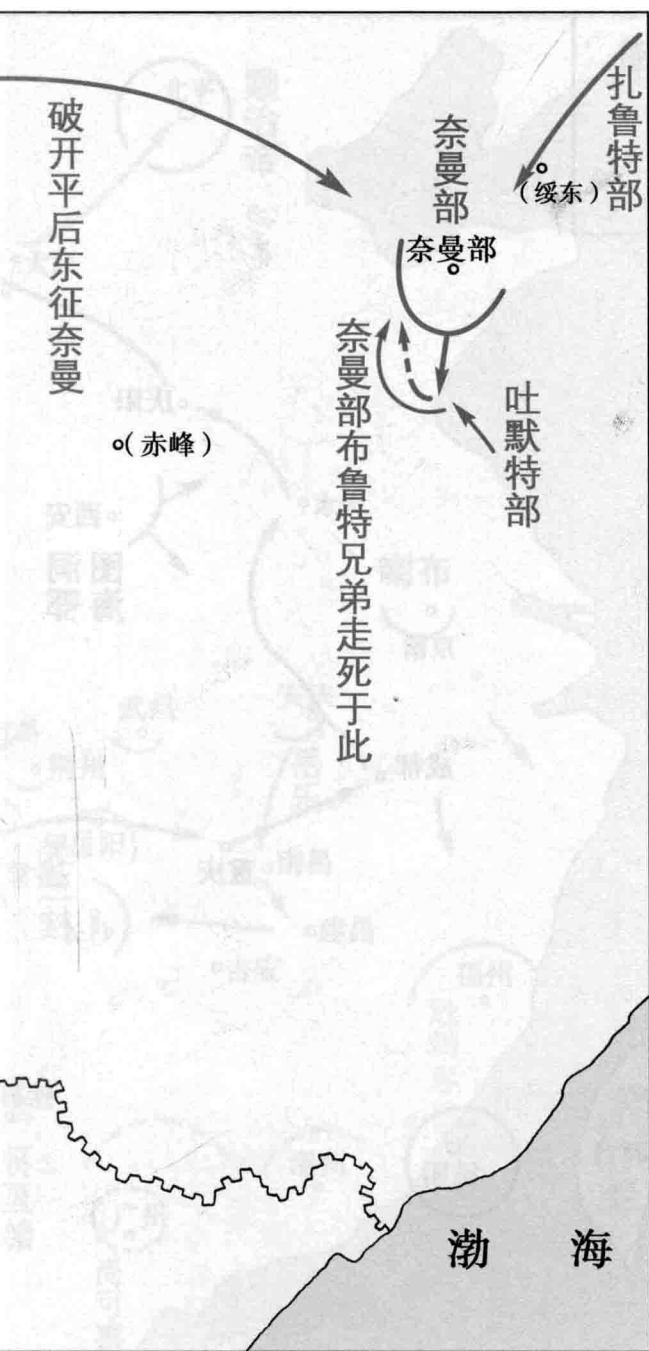 破开平后东征奈曼
奈曼部
扎鲁特部
（绥东）
奈曼部
奈曼部布鲁特兄弟走死于此
吐默特部
（赤峰）
渤海